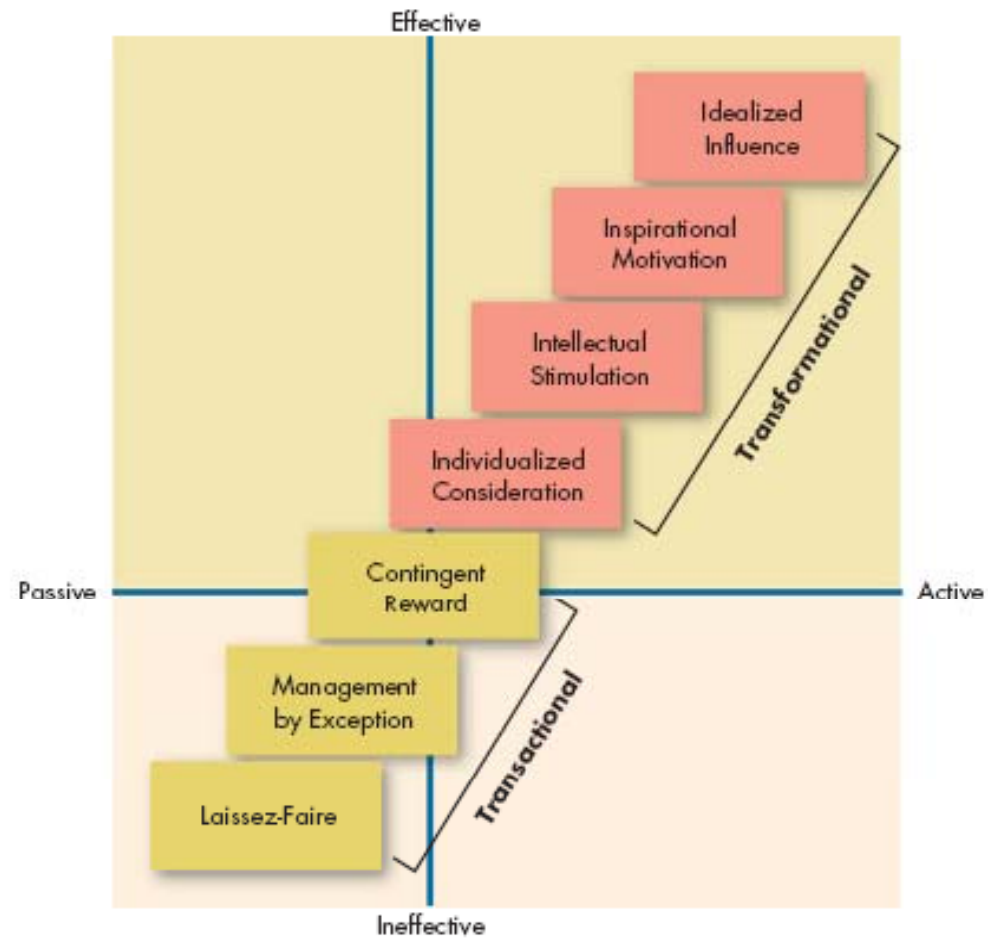 Effective
Idealized
Influence
Inspirational
Motivation
Intellectual
Stimulation
Transformational
Individualized
Consideration
Contingent
Reward
Passive
Active
Management
by Exception
Transactional
Laissez-Faire
Ineffective